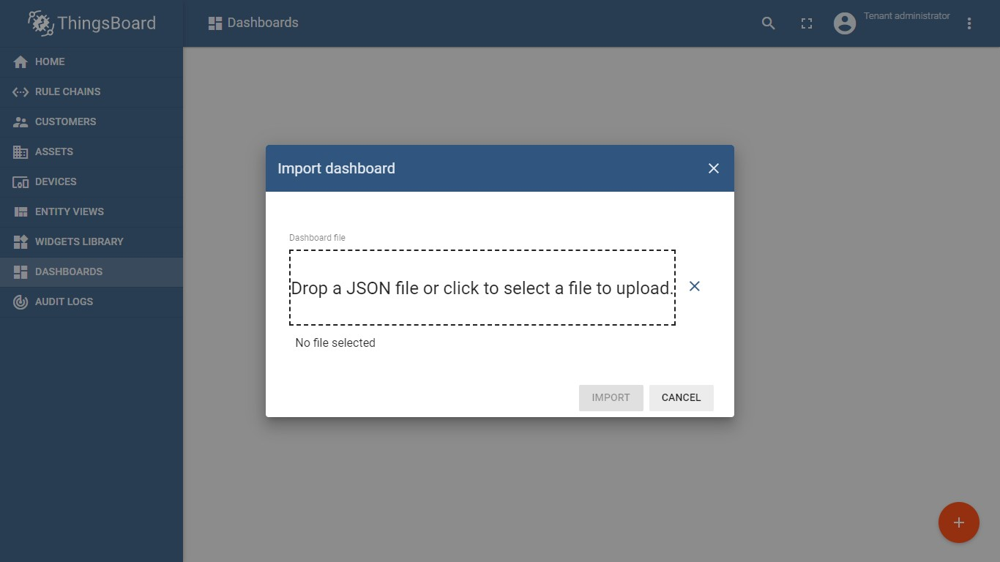 ThingsBoard
Dashboards
Tenant administrator
HOME
RULE CHAINS
CUSTOMERS
ASSETS
DEVICES
ENTITY VIEWS
WIDGETS LIBRARY
DASHBOARDS
AUDIT LOGS
Import dashboard
Dashboard file
Drop a JSON file or click to select a file to upload.
No file selected
IMPORT
CANCEL